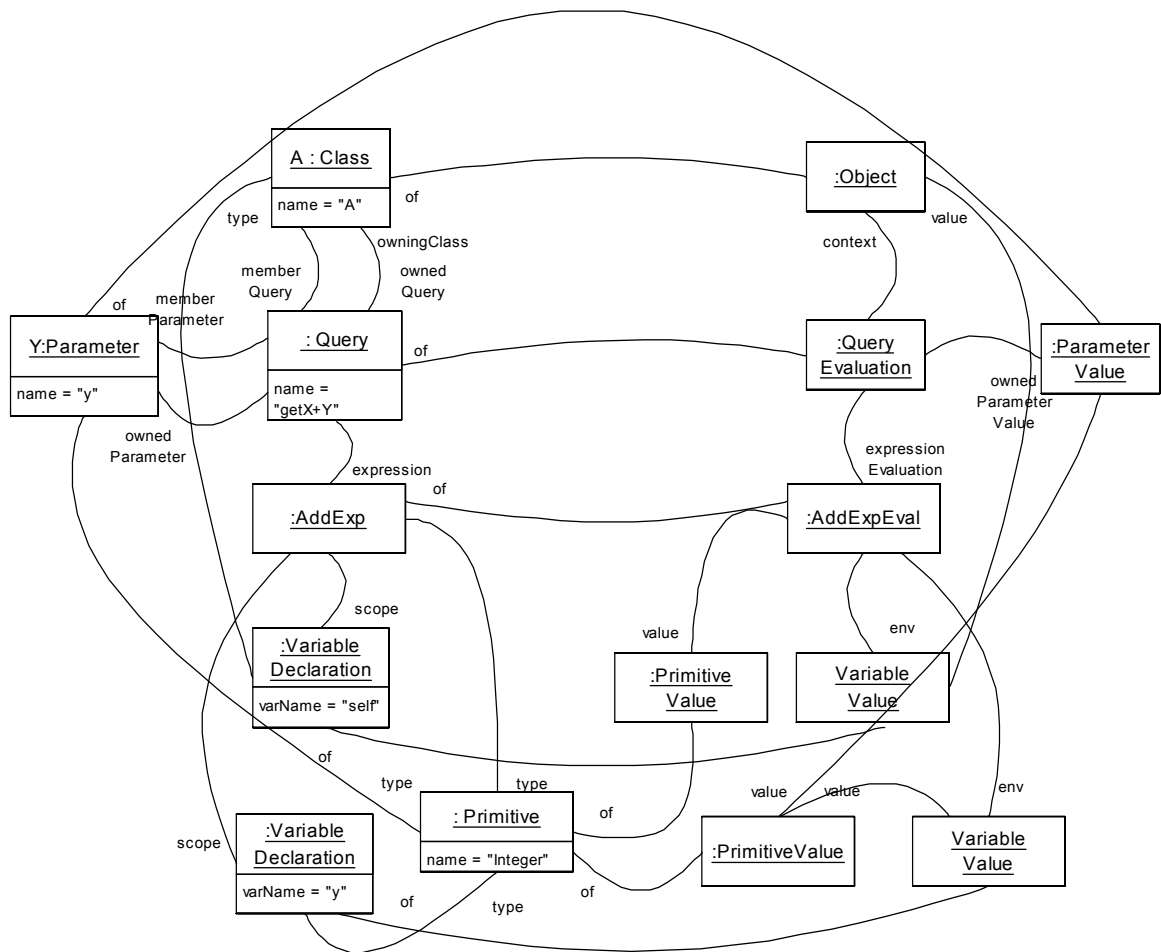 A : Class
name = "A"
:Object
of
type
value
owningClass
context
member
Query
owned
Query
of
member
Parameter
Y:Parameter
name = "y"
: Query
name =
"getX+Y"
of
:Query
Evaluation
:Parameter
Value
owned
Parameter
Value
owned
Parameter
expression
of
expression
Evaluation
:AddExp
:AddExpEval
scope
value
env
:Variable
Declaration
varName = "self"
:Primitive
Value
Variable
Value
of
type
type
of
value
value
env
scope
:Variable
Declaration
varName = "y"
: Primitive
name = "Integer"
:PrimitiveValue
Variable
Value
of
type
of